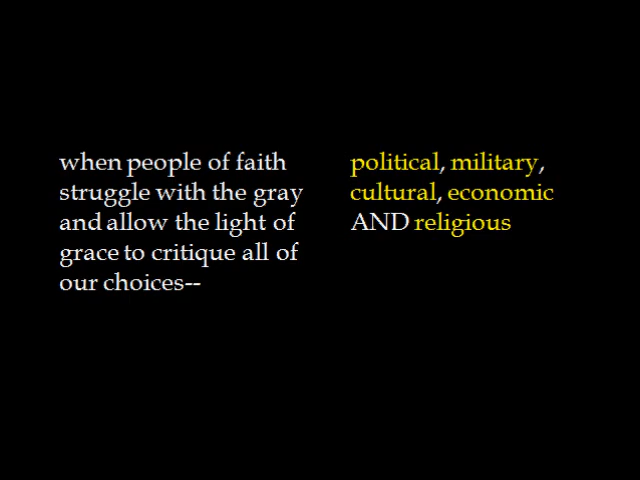 when people of faith
struggle with the gray
and allow the light of
grace to critique all of
our choices--
political, military,
cultural, economic
AND religious